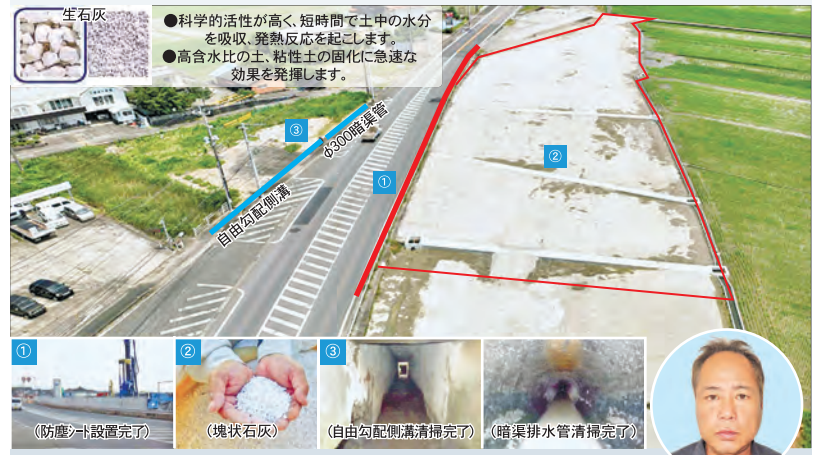 生石灰
●科学的活性が高く、短時間で土中の水分
を吸収、発熱反応を起こします。
●高含水比の土、粘性土の固化に急速な
効果を発揮します。
③
φ300暗渠管
自由勾配側溝
①
②
①
(防塵シート設置完了)
②
(塊状石灰)
③
(自由勾配側溝清掃完了)
(暗渠排水管清掃完了)